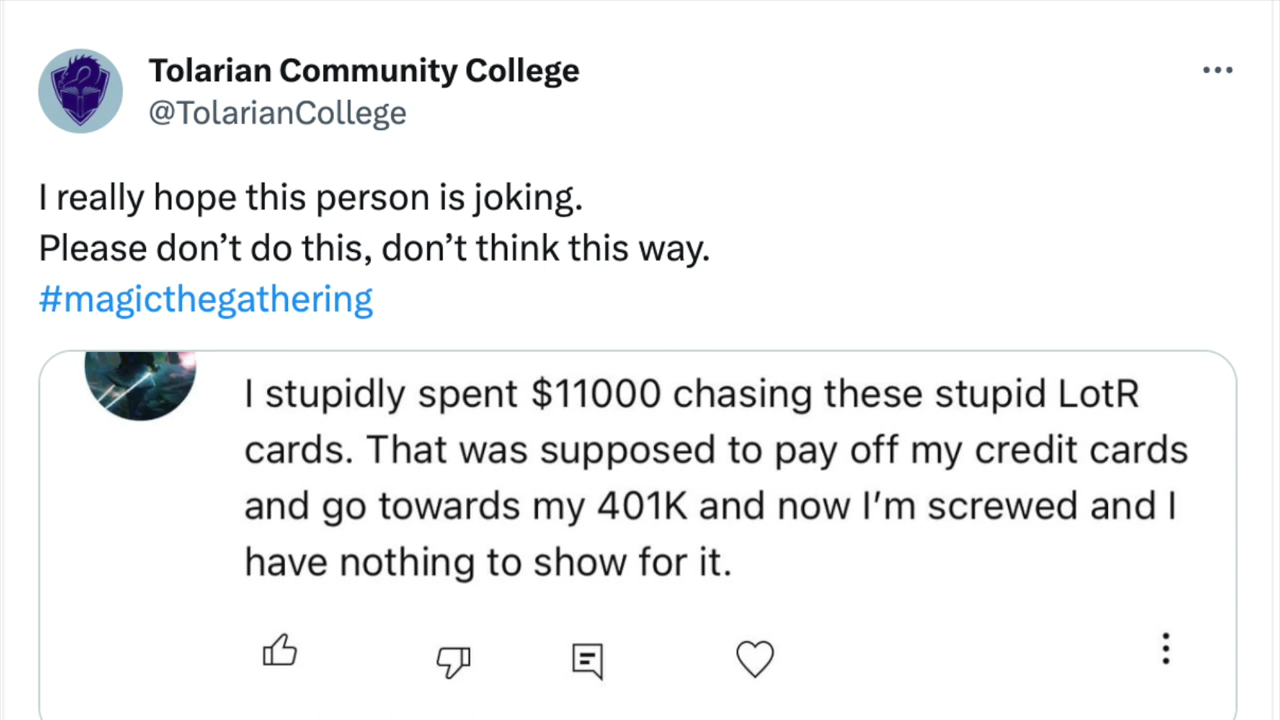 Tolarian Community College
@TolarianCollege
I really hope this person is joking.
Please don’t do this, don’t think this way.
#magicthegathering
I stupidly spent $11000 chasing these stupid LotR
cards. That was supposed to pay off my credit cards
and go towards my 401K and now I’m screwed and I
have nothing to show for it.